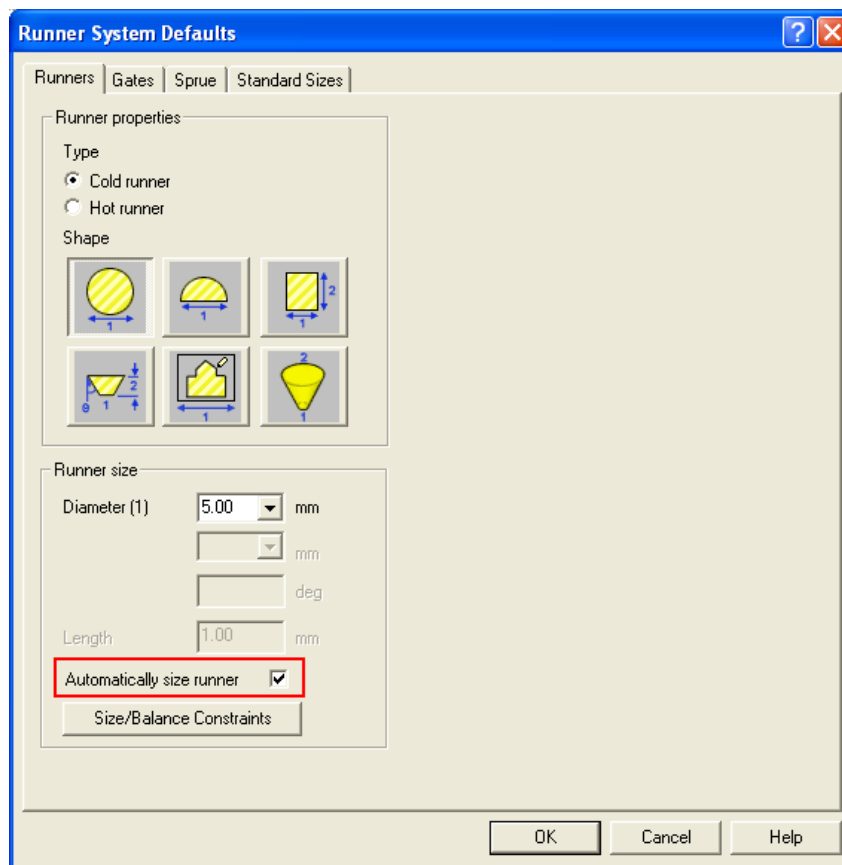 Runner System Defaults
Runners Gates Sprue Standard Sizes
Runner properties
Type
Cold runner
Hot runner
Shape
1
1
2
1
θ 1 2
1
2
1
Runner size
Diameter (1) 5.00 mm
mm
deg
Length 1.00 mm
Automatically size runner
Size/Balance Constraints
OK Cancel Help